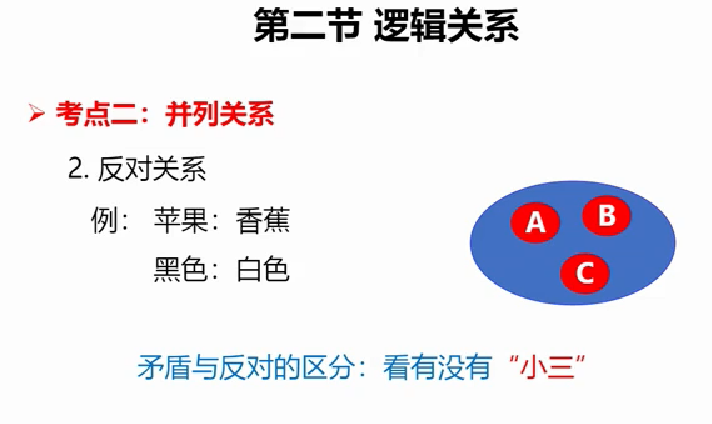 第二节 逻辑关系
考点二：并列关系
2. 反对关系
例： 苹果：香蕉
黑色：白色
A
B
C
矛盾与反对的区分：看有没有“小三”